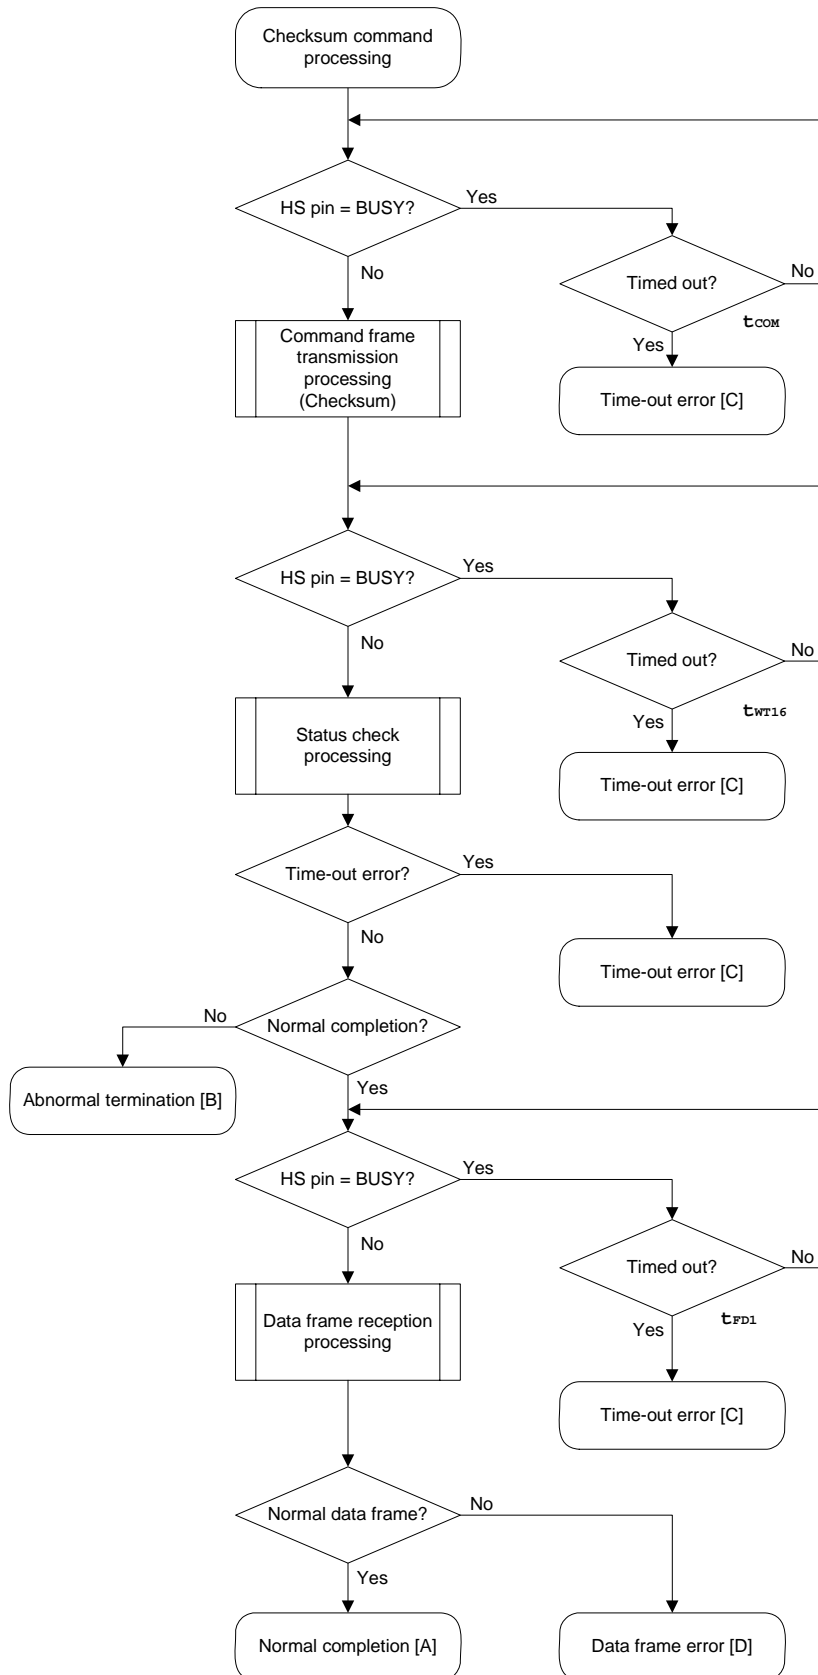 Checksum command
processing
HS pin = BUSY?
Yes
No
Timed out?
No
tCOM
Yes
Command frame
transmission
processing
(Checksum)
Time-out error [C]
HS pin = BUSY?
Yes
No
Timed out?
No
tWT16
Yes
Status check
processing
Time-out error [C]
Time-out error?
Yes
No
Time-out error [C]
Normal completion?
No
Yes
Abnormal termination [B]
HS pin = BUSY?
Yes
No
Timed out?
No
tFD1
Yes
Data frame reception
processing
Time-out error [C]
Normal data frame?
No
Yes
Normal completion [A]
Data frame error [D]